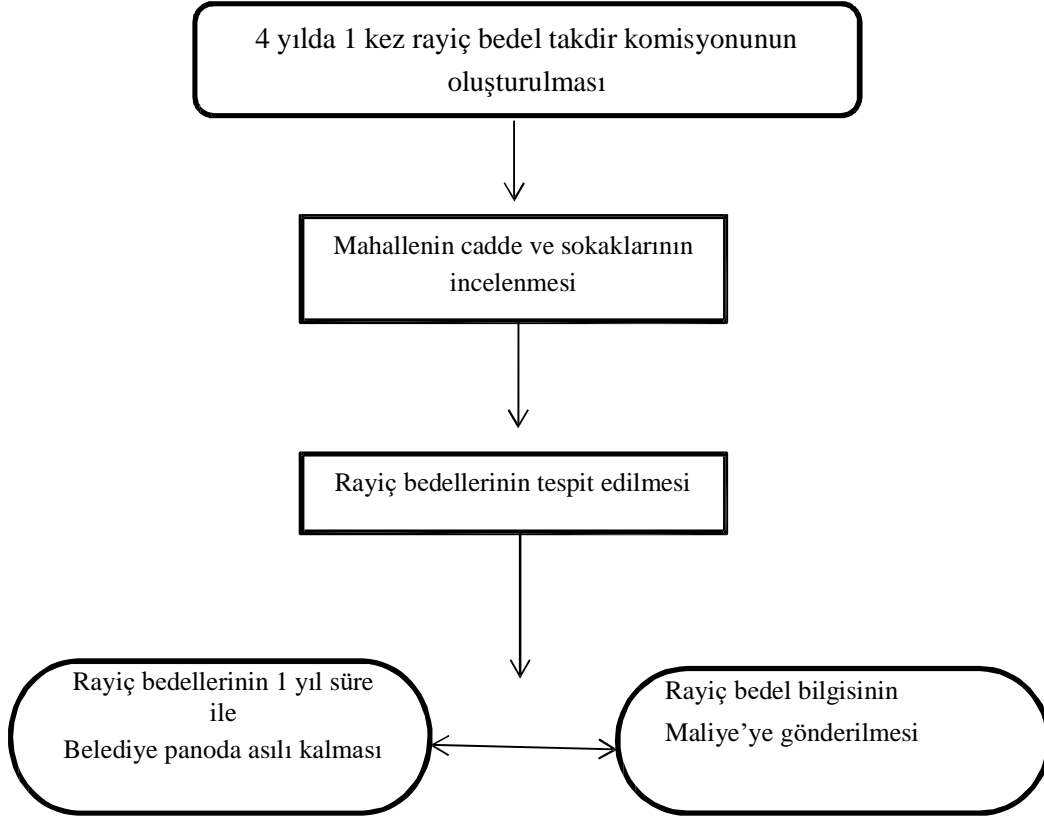 4 yılda 1 kez rayiç bedel takdir komisyonunun
oluşturulması
Mahallenin cadde ve sokaklarının
incelenmesi
Rayiç bedellerinin tespit edilmesi
Rayiç bedellerinin 1 yıl süre
ile
Belediye panoda asılı kalması
Rayiç bedel bilgisinin
Maliye’ye gönderilmesi